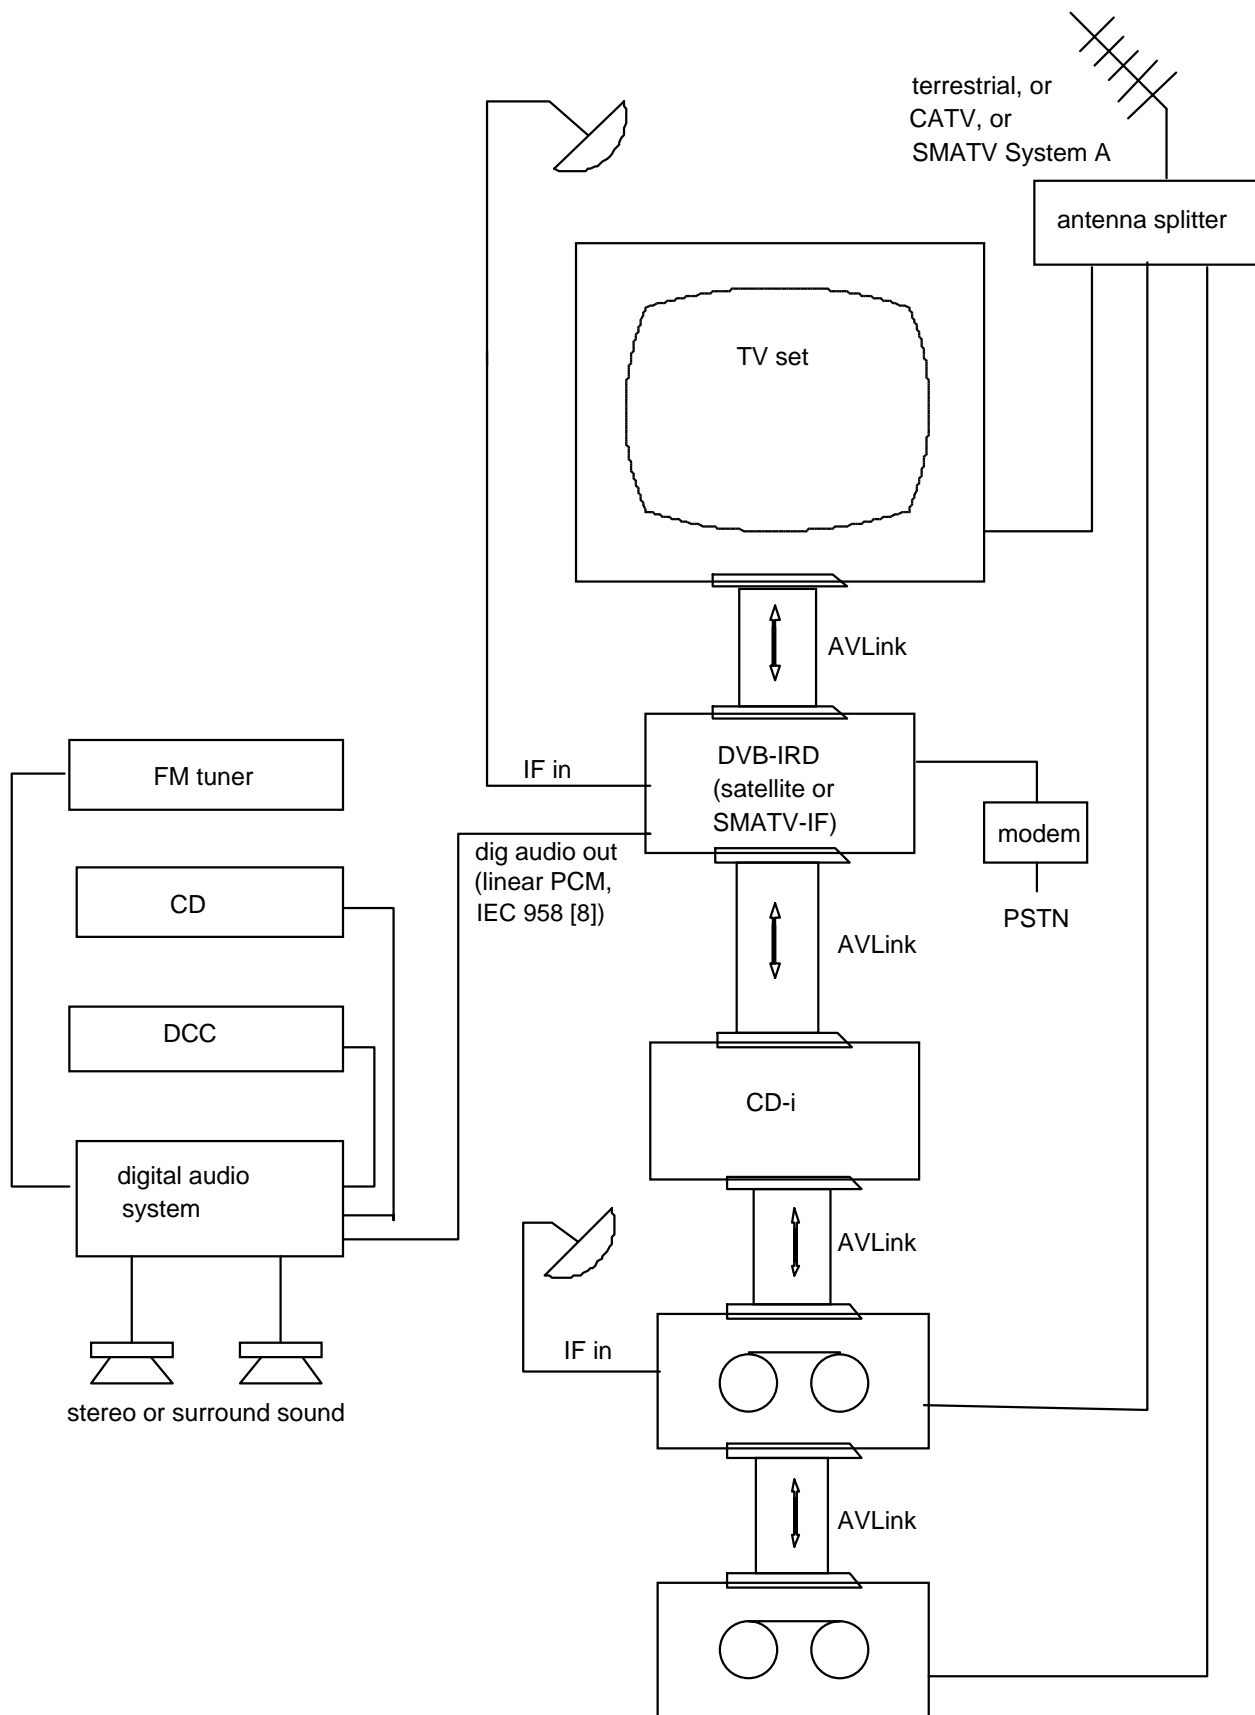 terrestrial, or
CATV, or
SMATV System A
antenna splitter
TV set
AVLink
DVB-IRD
(satellite or
SMATV-IF)
IF in
FM tuner
modem
dig audio out
(linear PCM,
IEC 958 [8])
CD
PSTN
AVLink
DCC
CD-i
digital audio
system
AVLink
IF in
stereo or surround sound
AVLink